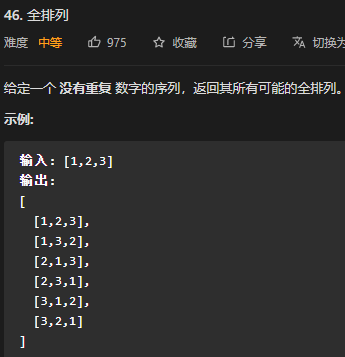 46. 全排列
难度 中等 975 收藏 分享 切换为
给定一个 没有重复 数字的序列，返回其所有可能的全排列。
示例:
输入: [1,2,3]
输出:
[
[1,2,3],
[1,3,2],
[2,1,3],
[2,3,1],
[3,1,2],
[3,2,1]
]